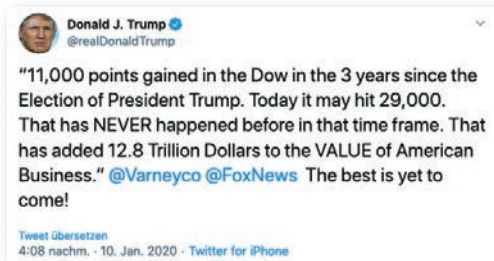 Donald J. Trump
@realDonaldTrump
“11,000 points gained in the Dow in the 3 years since the
Election of President Trump. Today it may hit 29,000.
That has NEVER happened before in that time frame. That
has added 12.8 Trillion Dollars to the VALUE of American
Business.” @Varneyco @FoxNews The best is yet to
come!
Tweet übersetzen
4:08 nachm. · 10. Jan. 2020 · Twitter for iPhone